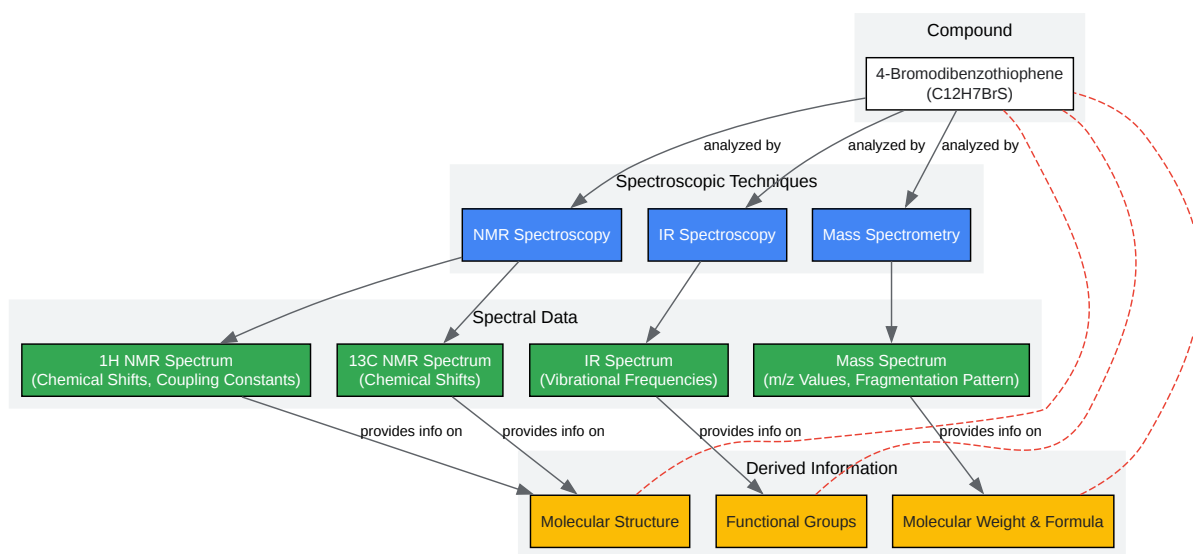 Compound
4-Bromodibenzothiophene
(C12H7BrS)
analyzed by
analyzed by
analyzed by
Spectroscopic Techniques
NMR Spectroscopy
IR Spectroscopy
Mass Spectrometry
Spectral Data
1H NMR Spectrum
(Chemical Shifts, Coupling Constants)
13C NMR Spectrum
(Chemical Shifts)
IR Spectrum
(Vibrational Frequencies)
Mass Spectrum
(m/z Values, Fragmentation Pattern)
provides info on
provides info on
provides info on
provides info on
Derived Information
Molecular Structure
Functional Groups
Molecular Weight & Formula